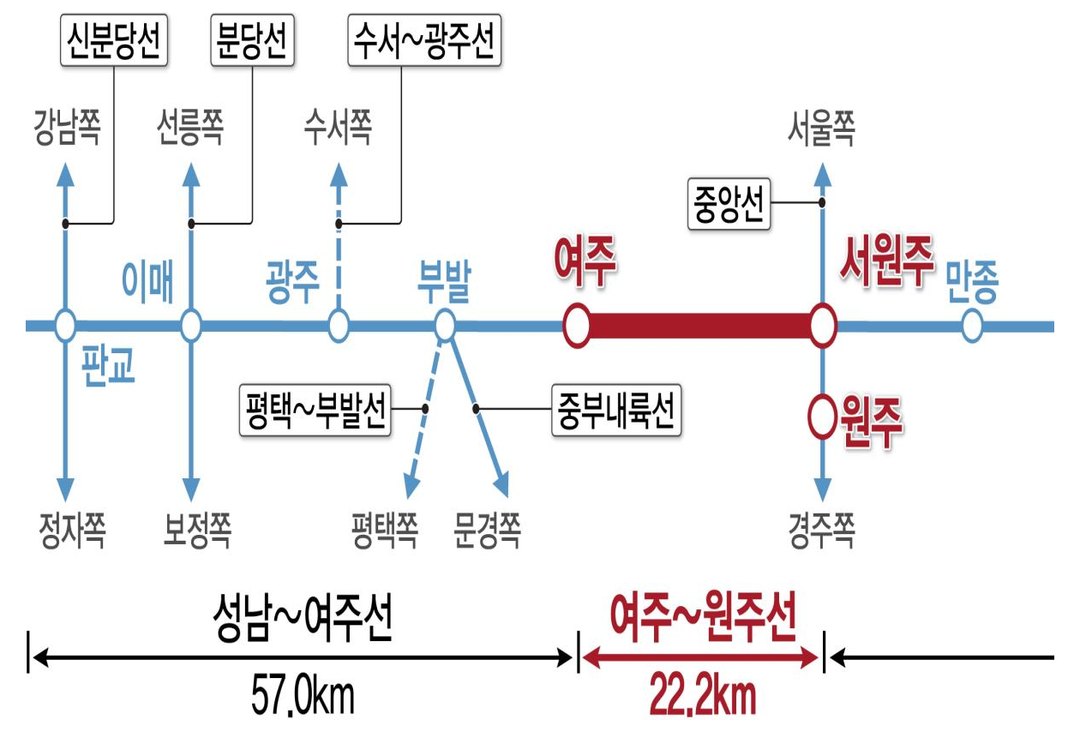 신분당선
분당선
수서~광주선
강남쪽
선릉쪽
수서쪽
서울쪽
중앙선
이매
광주
부발
여주
서원주
만종
판교
평택~부발선
중부내륙선
원주
정자쪽
보정쪽
평택쪽
문경쪽
경주쪽
성남~여주선
여주~원주선
57.0km
22.2km